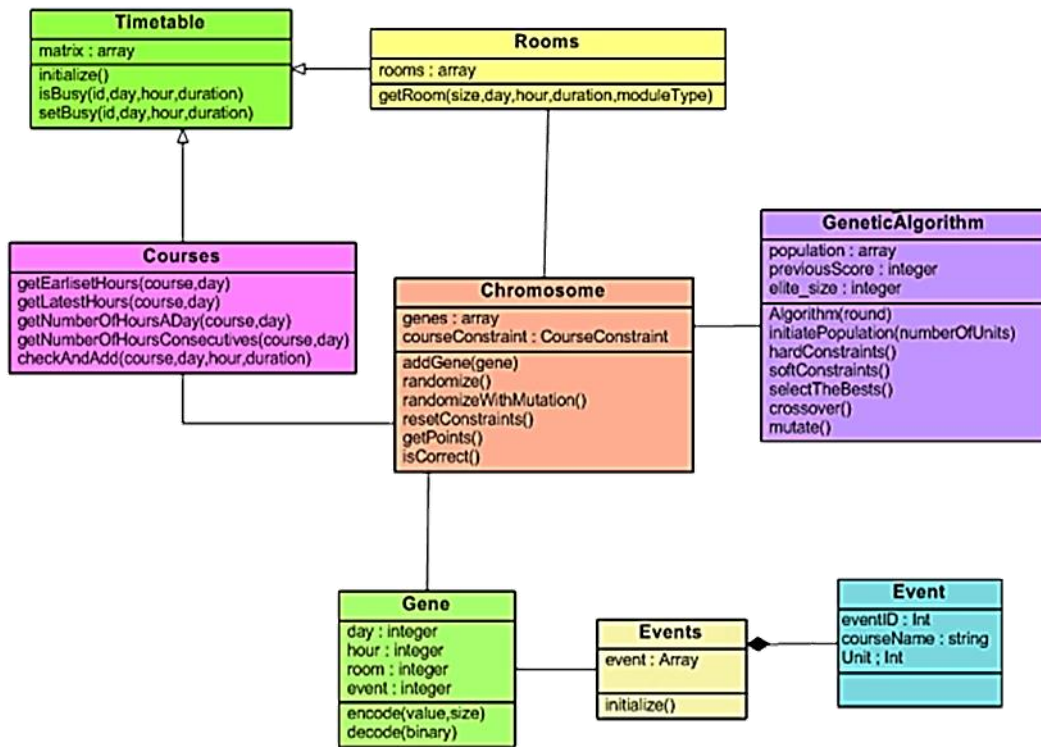 Timetable
matrix : array
initialize()
isBusy(id,day,hour,duration)
setBusy(id,day,hour,duration)
Rooms
rooms : array
getRoom(size,day,hour,duration,moduleType)
Courses
getEarlisetHours(course,day)
getLatestHours(course,day)
getNumberOfHoursADay(course,day)
getNumberOfHoursConsecutives(course,day)
checkAndAdd(course,day,hour,duration)
Chromosome
genes : array
courseConstraint : CourseConstraint
addGene(gene)
randomize()
randomizeWithMutation()
resetConstraints()
getPoints()
isCorrect()
GeneticAlgorithm
population : array
previousScore : integer
elite_size : integer
Algorithm(round)
initiatePopulation(numberOfUnits)
hardConstraints()
softConstraints()
selectTheBests()
crossover()
mutate()
Gene
day : integer
hour : integer
room : integer
event : integer
encode(value,size)
decode(binary)
Events
event : Array
initialize()
Event
eventID : Int
courseName : string
Unit ; Int